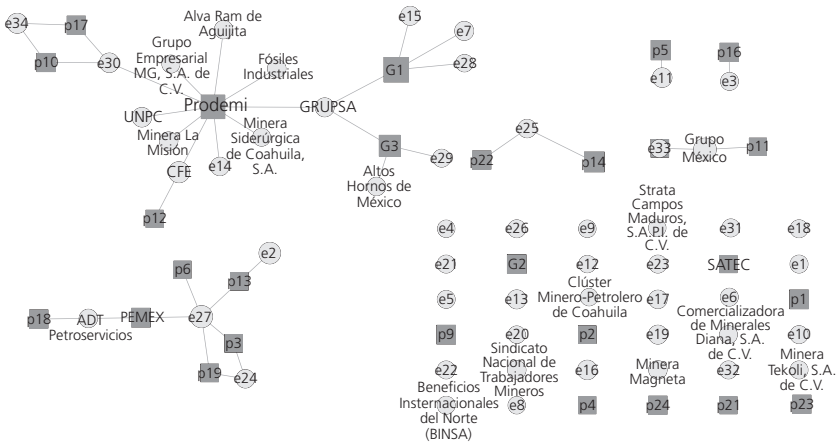 e34
p17
p10
e30
Alva Ram de
Aguijita
Grupo
Empresarial
MG, S.A. de
C.V.
Fósiles
Industriales
Prodemi
UNPC
Minera La
Misión
CFE
e14
Minera
Siderúrgica
de Coahuila,
S.A.
p12
GRUPSA
e15
e7
G1
e28
G3
e29
Altos
Hornos de
México
e25
p22
p14
p5
e11
p16
e3
e33
Grupo
México
p11
e2
p6
p13
p18
ADT
Petroservicios
PEMEX
e27
p3
p19
e24
e4
e26
e9
Strata
Campos
Maduros,
S.A.P.I. de
C.V.
e31
e18
e21
G2
e12
e23
SATEC
e1
e5
e13
Clúster
Minero-Petrolero
de Coahuila
e17
e6
p1
p9
e20
p2
e19
Comercializadora
de Minerales
Diana, S.A.
de C.V.
e10
e22
Sindicato
Nacional de
Trabajadores
Mineros
e16
Minera
Magneta
e32
Minera
Tekoli, S.A.
de C.V.
Beneficios
Insternacionales
del Norte
(BINSA)
e8
p4
p24
p21
p23